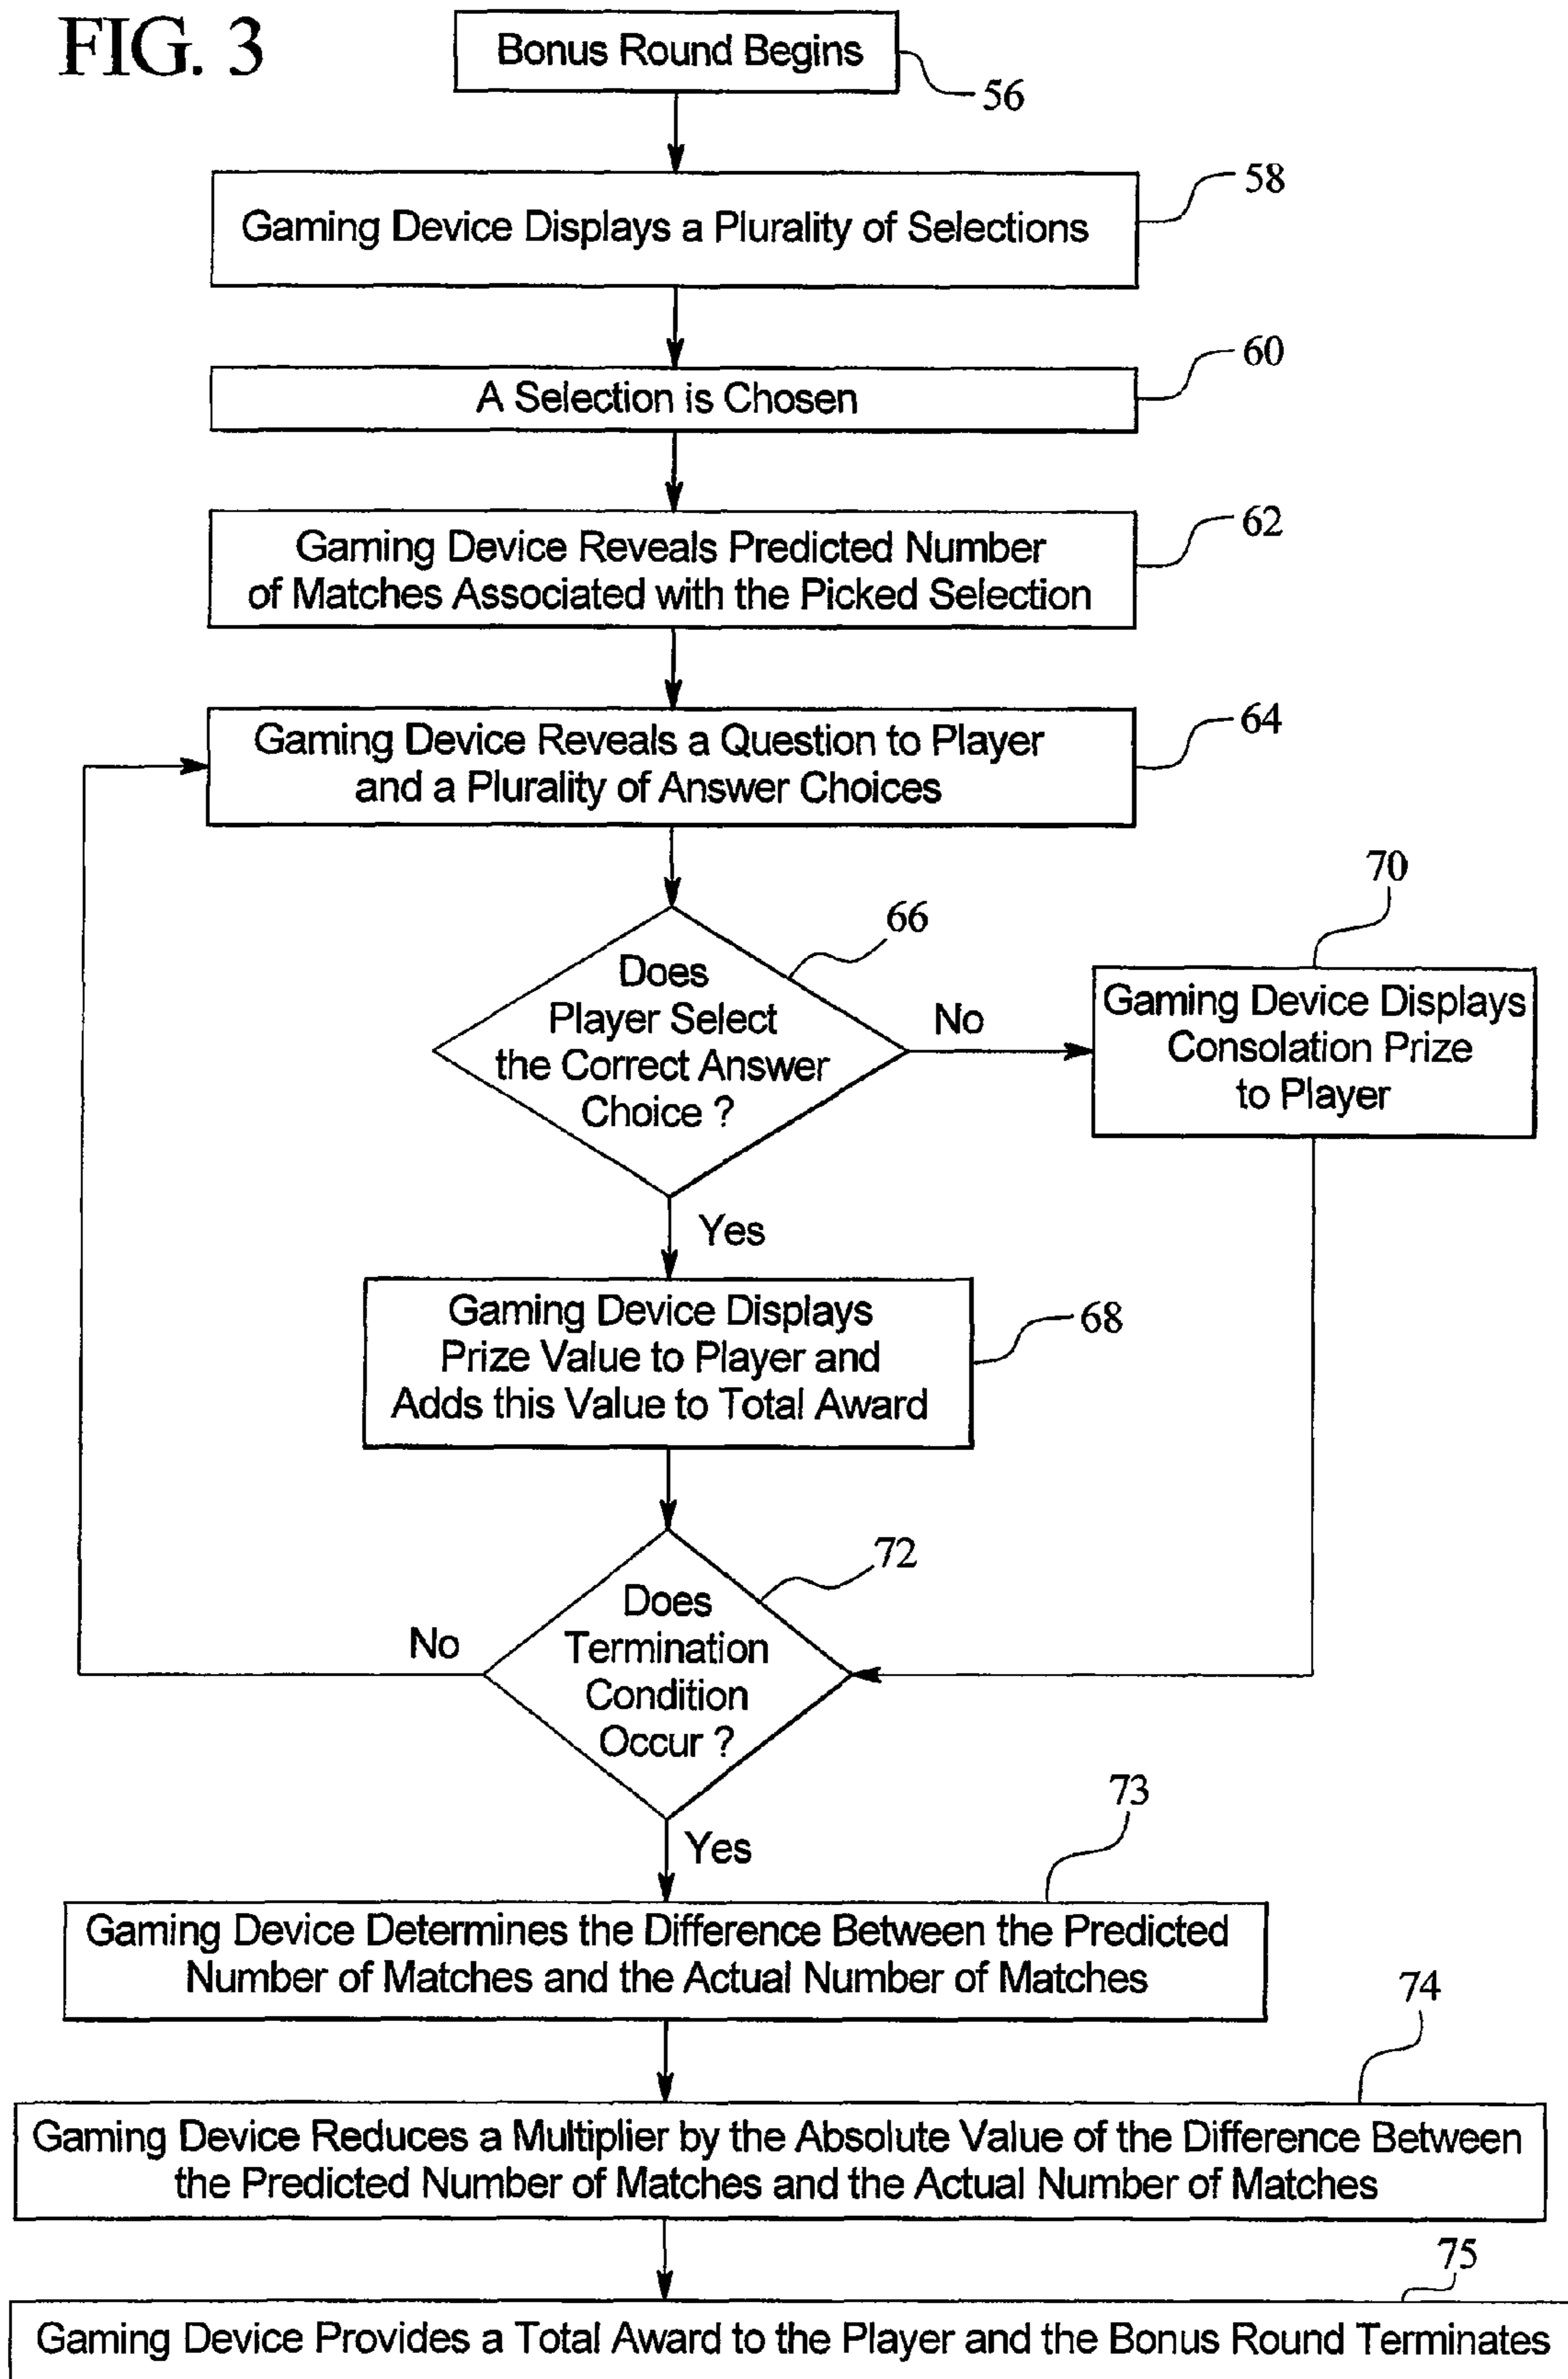 FIG. 3
Bonus Round Begins
56
58
Gaming Device Displays a Plurality of Selections
60
A Selection is Chosen
62
Gaming Device Reveals Predicted Number
of Matches Associated with the Picked Selection
64
Gaming Device Reveals a Question to Player
and a Plurality of Answer Choices
66
Does
Player Select
the Correct Answer
Choice ?
No
70
Gaming Device Displays
Consolation Prize
to Player
Yes
Gaming Device Displays
Prize Value to Player and
Adds this Value to Total Award
68
72
Does
Termination
Condition
Occur ?
No
Yes
73
Gaming Device Determines the Difference Between the Predicted
Number of Matches and the Actual Number of Matches
74
Gaming Device Reduces a Multiplier by the Absolute Value of the Difference Between
the Predicted Number of Matches and the Actual Number of Matches
75
Gaming Device Provides a Total Award to the Player and the Bonus Round Terminates